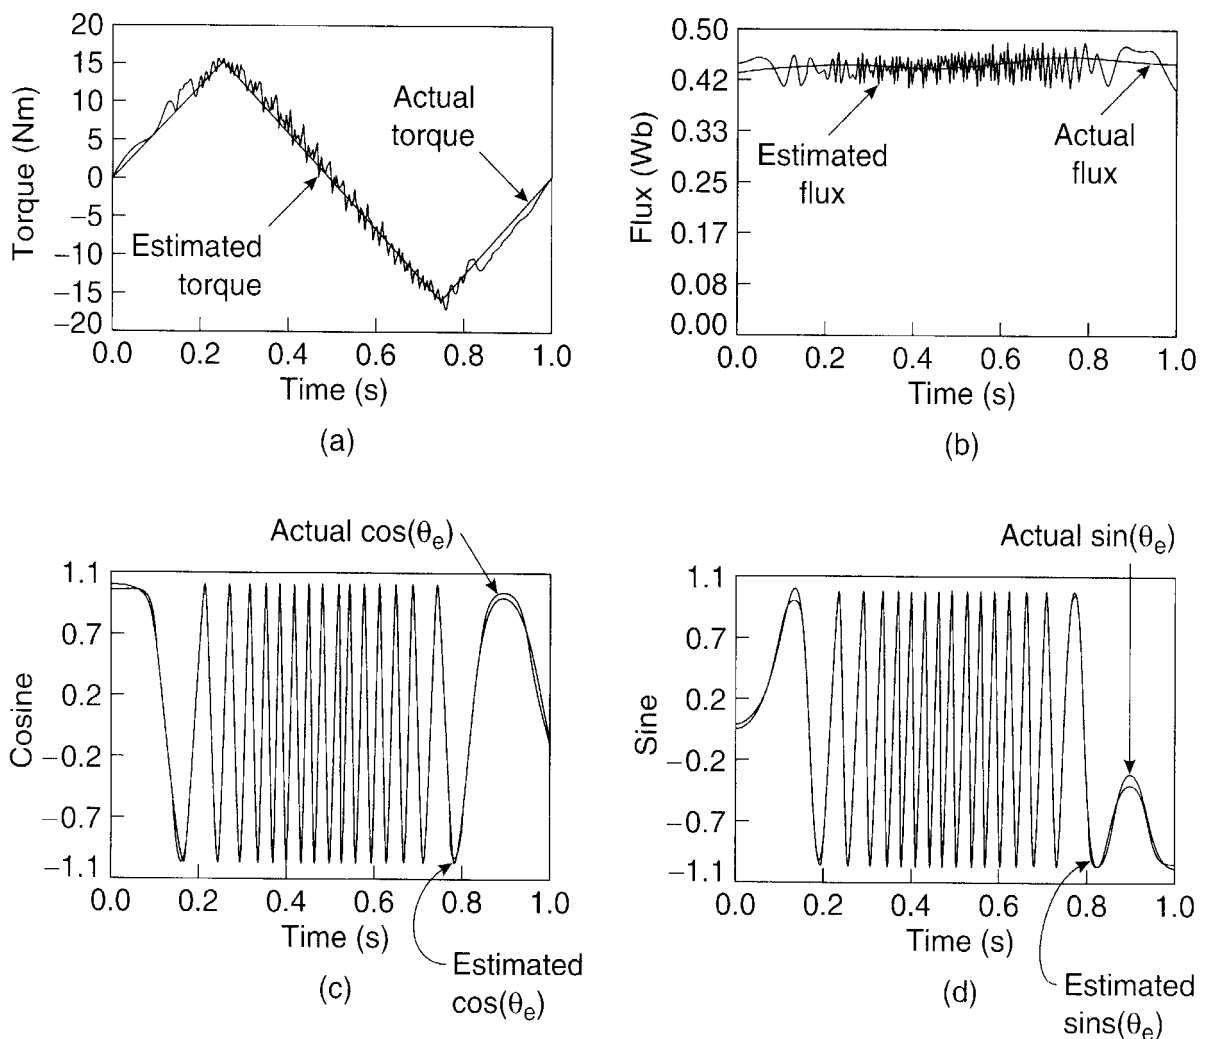 20
15
10
5
0
−5
−10
−15
−20
Torque (Nm)
Actual
torque
Estimated
torque
0.0 0.2 0.4 0.6 0.8 1.0
Time (s)
(a)
0.50
0.42
0.33
0.25
0.17
0.08
0.00
Flux (Wb)
Estimated
flux
Actual
flux
0.0 0.2 0.4 0.6 0.8 1.0
Time (s)
(b)
Actual cos(θe)
1.1
0.7
0.2
−0.2
−0.7
−1.1
Cosine
0.0 0.2 0.4 0.6 0.8 1.0
Time (s)
Estimated
cos(θe)
(c)
Actual sin(θe)
1.1
0.7
0.2
−0.2
−0.7
−1.1
Sine
0.0 0.2 0.4 0.6 0.8 1.0
Time (s)
Estimated
sins(θe)
(d)